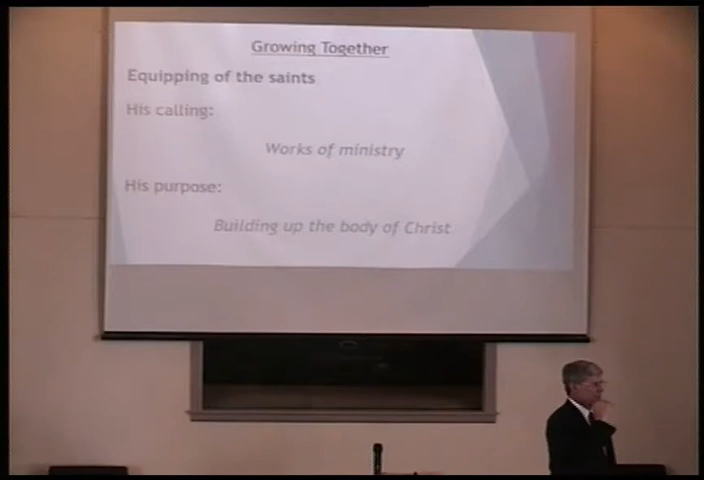 Growing Together
Equipping of the saints
His calling:
Works of ministry
His purpose:
Building up the body of Christ